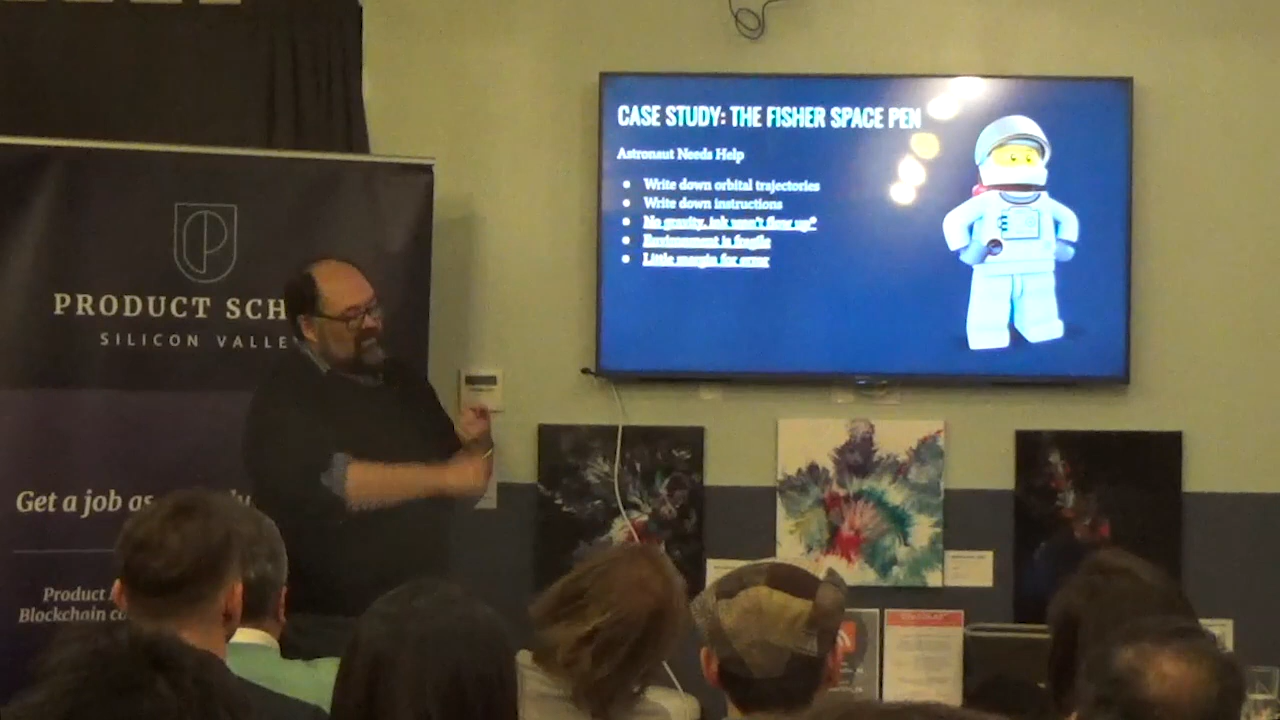 CASE STUDY: THE FISHER SPACE PEN
Astronaut Needs Help
Write down orbital trajectories
Write down instructions
No gravity, ink won't flow up*
Environment is fragile
Little margin for error
PRODUCT SCH
SILICON VALLE
Get a job as
Product
Blockchain co